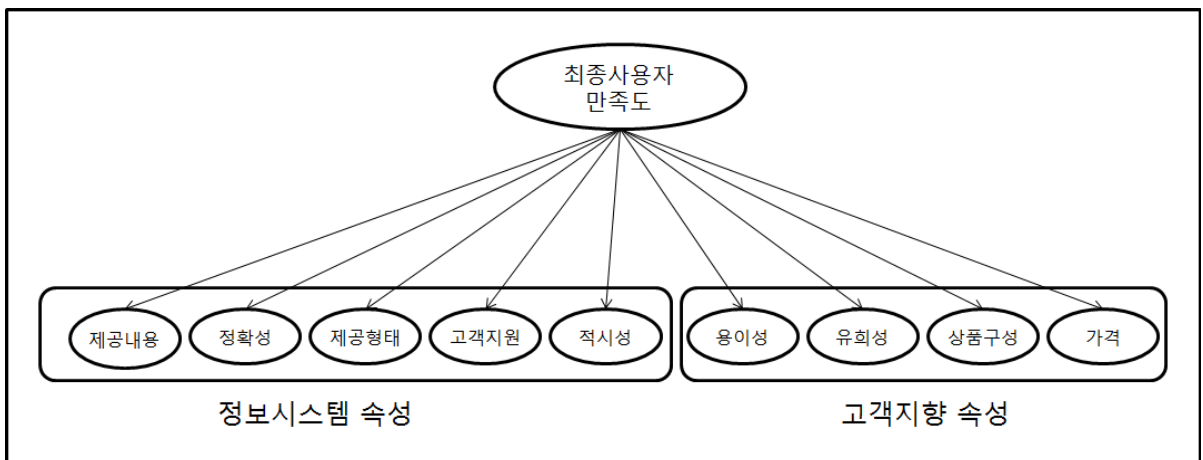 최종사용자
만족도
제공내용
정확성
제공형태
고객지원
적시성
용이성
유희성
상품구성
가격
정보시스템 속성
고객지향 속성